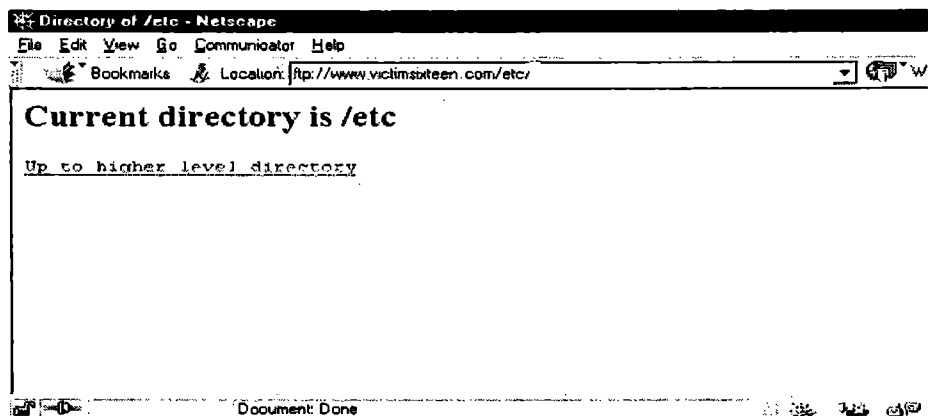 Directory of /etc - Netscape
File Edit View Go Communicator Help
Bookmarks Location: ftp://www.victimsixteen.com/etc/ W
Current directory is /etc
Up to higher level directory
Document: Done